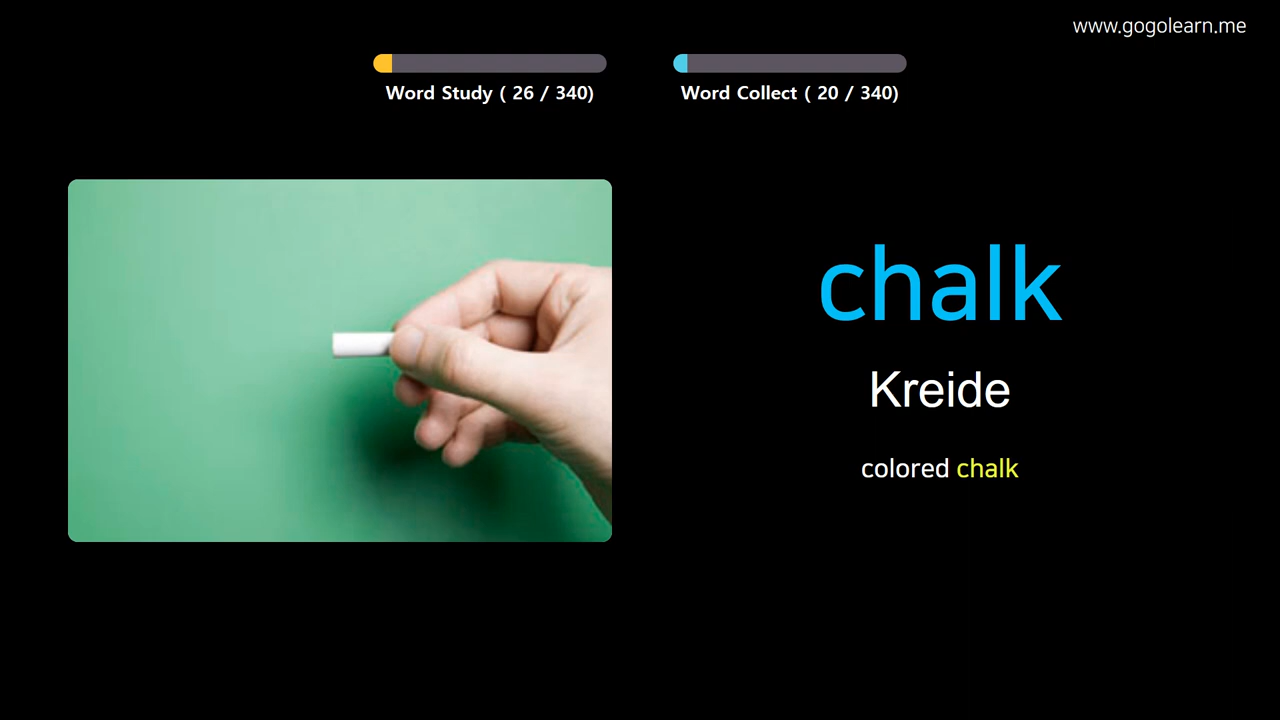 www.gogolearn.me
Word Study ( 26 / 340)
Word Collect ( 20 / 340)
chalk
Kreide
colored chalk